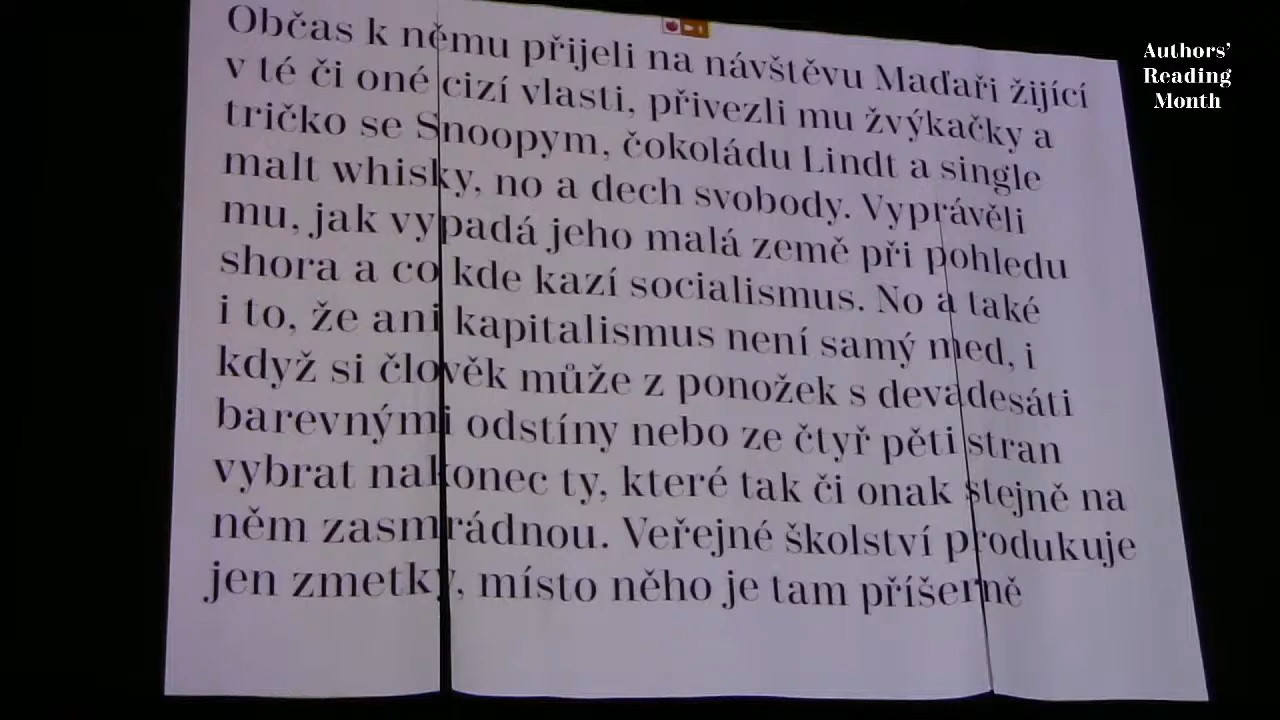 Občas k němu přijeli na návštěvu Maďaři žijící
v té či oné cizí vlasti, přivezli mu žvýkačky a
tričko se Snoopym, čokoládu Lindt a single
malt whisky, no a dech svobody. Vyprávěli
mu, jak vypadá jeho malá země při pohledu
shora a co kde kazí socialismus. No a také
i to, že ani kapitalismus není samý med, i
když si člověk může z ponožek s devadesáti
barevnými odstíny nebo ze čtyř pěti stran
vybrat nakonec ty, které tak či onak stejně na
něm zasmrádnou. Veřejné školství produkuje
jen zmetky, místo něho je tam příšerně
Authors'
Reading
Month